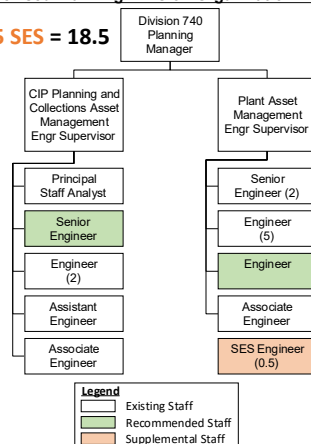 S SES = 18.5
Division 740
Planning
Manager
CIP Planning and
Collections Asset
Management
Engr Supervisor
Plant Asset
Management
Engr Supervisor
Principal
Staff Analyst
Senior
Engineer
Engineer
(2)
Assistant
Engineer
Associate
Engineer
Senior
Engineer (2)
Engineer
(5)
Engineer
Associate
Engineer
SES Engineer
(0.5)
Legend
Existing Staff
Recommended Staff
Supplemental Staff